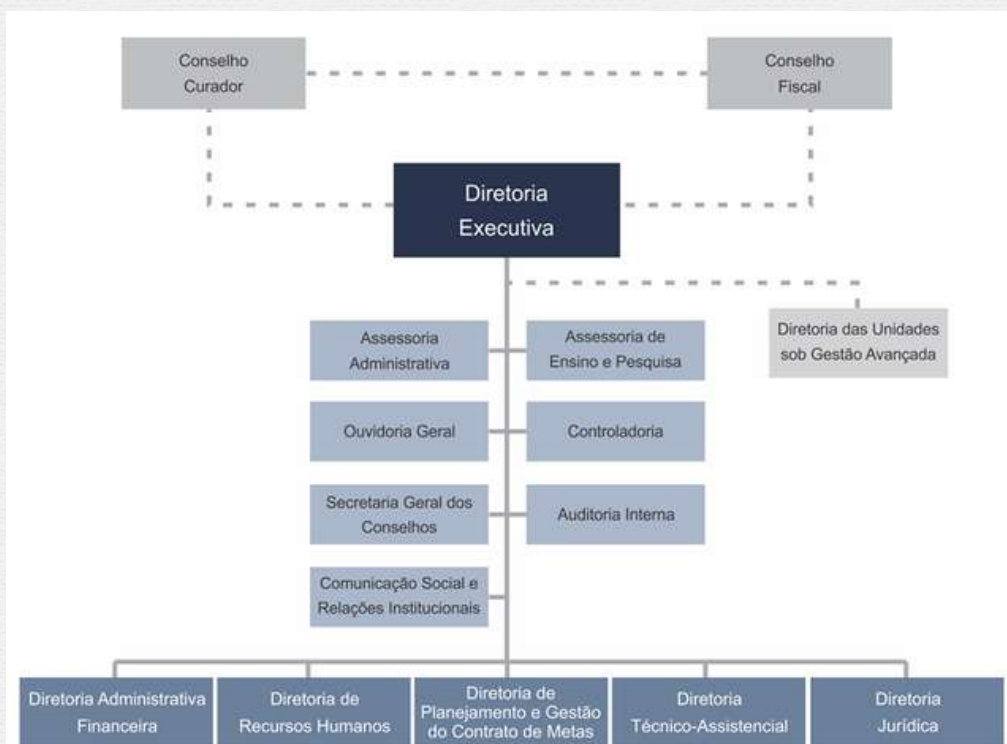 Conselho
Curador
Conselho
Fiscal
Diretoria
Executiva
Diretoria das Unidades
sob Gestão Avançada
Assessoria
Administrativa
Assessoria de
Ensino e Pesquisa
Ouvidoria Geral
Controladoria
Secretaria Geral dos
Conselhos
Auditoria Interna
Comunicação Social e
Relações Institucionais
Diretoria Administrativa
Financeira
Diretoria de
Recursos Humanos
Diretoria de
Planejamento e Gestão
do Contrato de Metas
Diretoria
Técnico-Assistencial
Diretoria
Jurídica